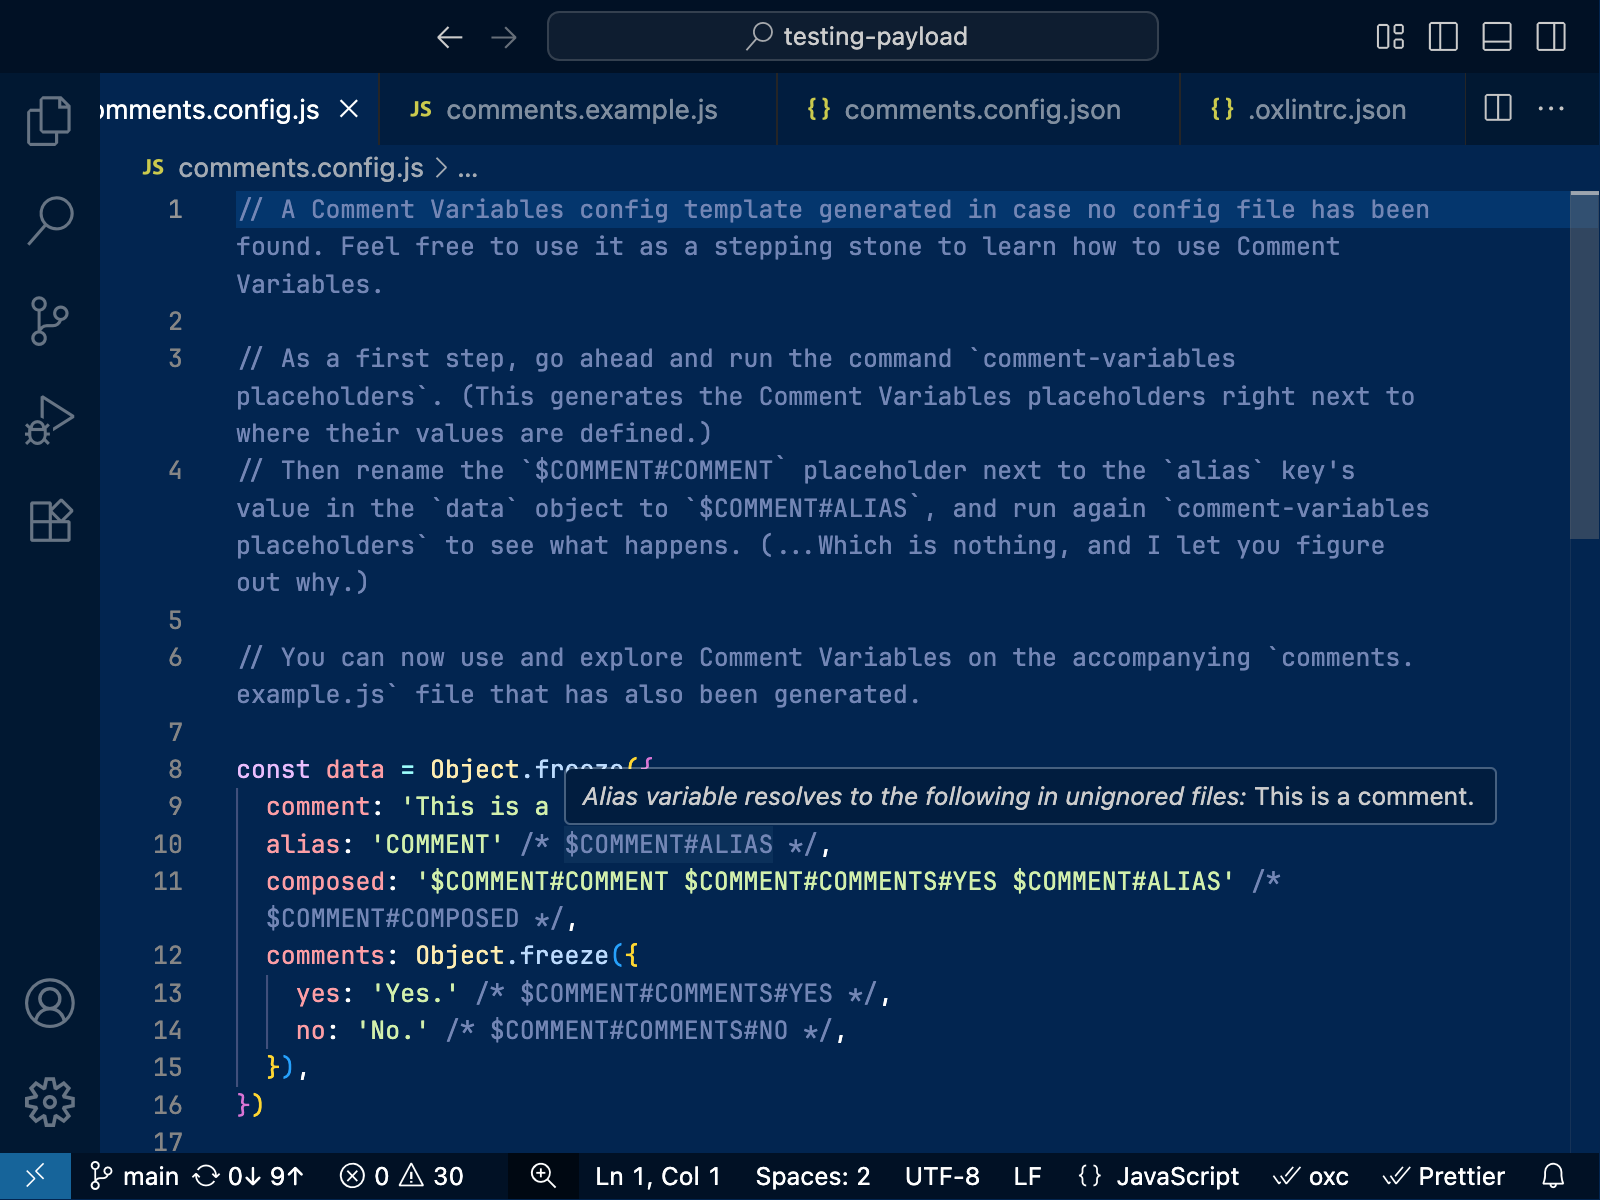 testing-payload
omments.config.js
JS comments.example.js
{} comments.config.json
{} .oxlintrc.json
JS comments.config.js > ...
1 // A Comment Variables config template generated in case no config file has been
found. Feel free to use it as a stepping stone to learn how to use Comment
Variables.
2
3 // As a first step, go ahead and run the command `comment-variables
placeholders`. (This generates the Comment Variables placeholders right next to
where their values are defined.)
4 // Then rename the `$COMMENT#COMMENT` placeholder next to the `alias` key's
value in the `data` object to `$COMMENT#ALIAS`, and run again `comment-variables
placeholders` to see what happens. (...Which is nothing, and I let you figure
out why.)
5
6 // You can now use and explore Comment Variables on the accompanying `comments.
example.js` file that has also been generated.
7
8 const data = Object.freeze({
Alias variable resolves to the following in unignored files: This is a comment.
9 comment: 'This is a
10 alias: 'COMMENT' /* $COMMENT#ALIAS */,
11 composed: '$COMMENT#COMMENT $COMMENT#COMMENTS#YES $COMMENT#ALIAS' /*
$COMMENT#COMPOSED */,
12 comments: Object.freeze({
13 yes: 'Yes.' /* $COMMENT#COMMENTS#YES */,
14 no: 'No.' /* $COMMENT#COMMENTS#NO */,
15 }),
16 })
17
main 0↓ 9↑ 0 30 Ln 1, Col 1 Spaces: 2 UTF-8 LF {} JavaScript oxc Prettier